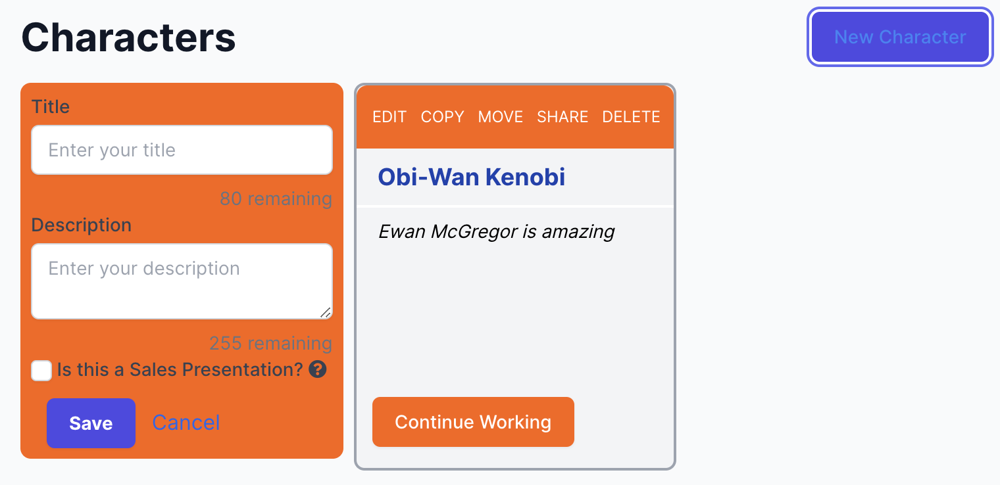 Characters
New Character
Title
Enter your title
80 remaining
Description
Enter your description
255 remaining
Is this a Sales Presentation? ?
Save Cancel
EDIT COPY MOVE SHARE DELETE
Obi-Wan Kenobi
Ewan McGregor is amazing
Continue Working